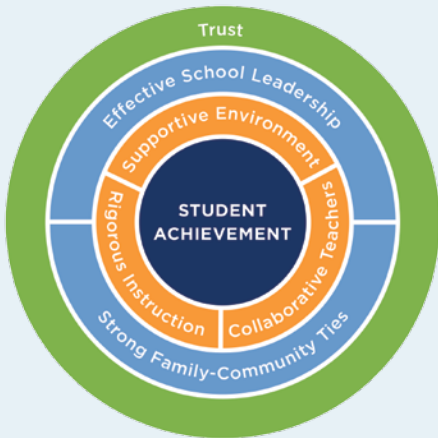 Trust
Effective School Leadership
Supportive Environment
Rigorous Instruction
Collaborative Teachers
STUDENT
ACHIEVEMENT
Strong Family-Community Ties